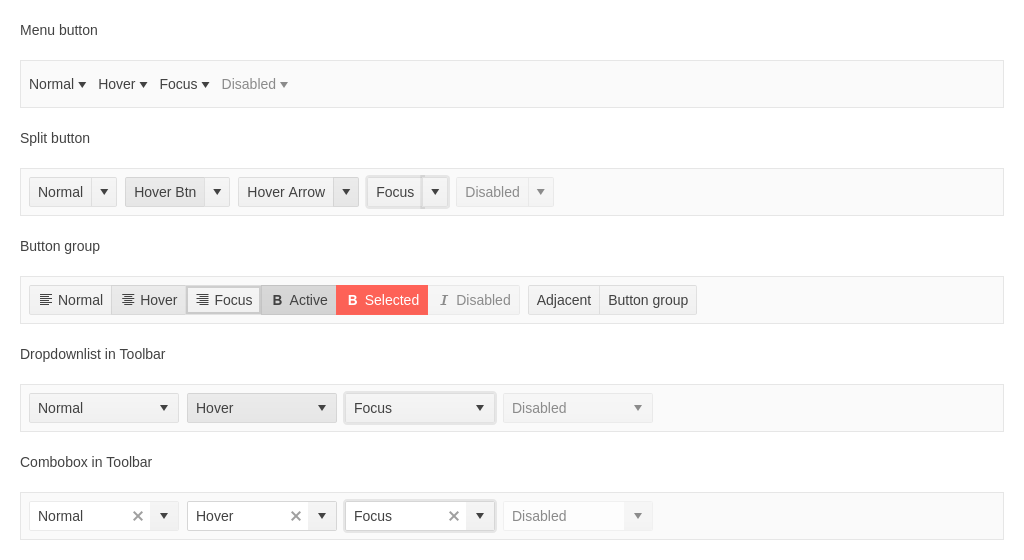 Menu button
Normal Hover Focus Disabled
Split button
Normal Hover Btn Hover Arrow Focus Disabled
Button group
Normal Hover Focus B Active B Selected I Disabled Adjacent Button group
Dropdownlist in Toolbar
Normal Hover Focus Disabled
Combobox in Toolbar
Normal Hover Focus Disabled